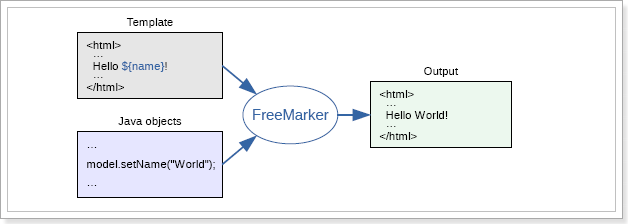 Template
<html>
...
Hello ${name}!
...
</html>
Java objects
...
model.setName("World");
...
FreeMarker
Output
<html>
...
Hello World!
...
</html>